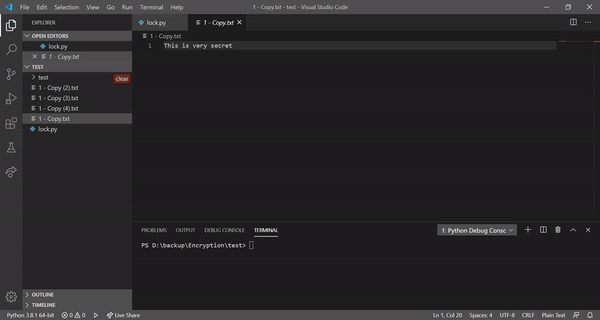 File Edit Selection View Go Run Terminal Help 1 - Copy.txt - test - Visual Studio Code
EXPLORER
OPEN EDITORS
lock.py
1 - Copy.txt
TEST
test
clear
1 - Copy (2).txt
1 - Copy (3).txt
1 - Copy (4).txt
1 - Copy.txt
lock.py
OUTLINE
TIMELINE
lock.py 1 - Copy.txt
1 - Copy.txt
1 This is very secret
PROBLEMS OUTPUT DEBUG CONSOLE TERMINAL 1: Python Debug Consc
PS D:\backup\Encryption\test>
Python 3.8.1 64-bit 0 0 Live Share Ln 1, Col 20 Spaces: 4 UTF-8 CRLF Plain Text